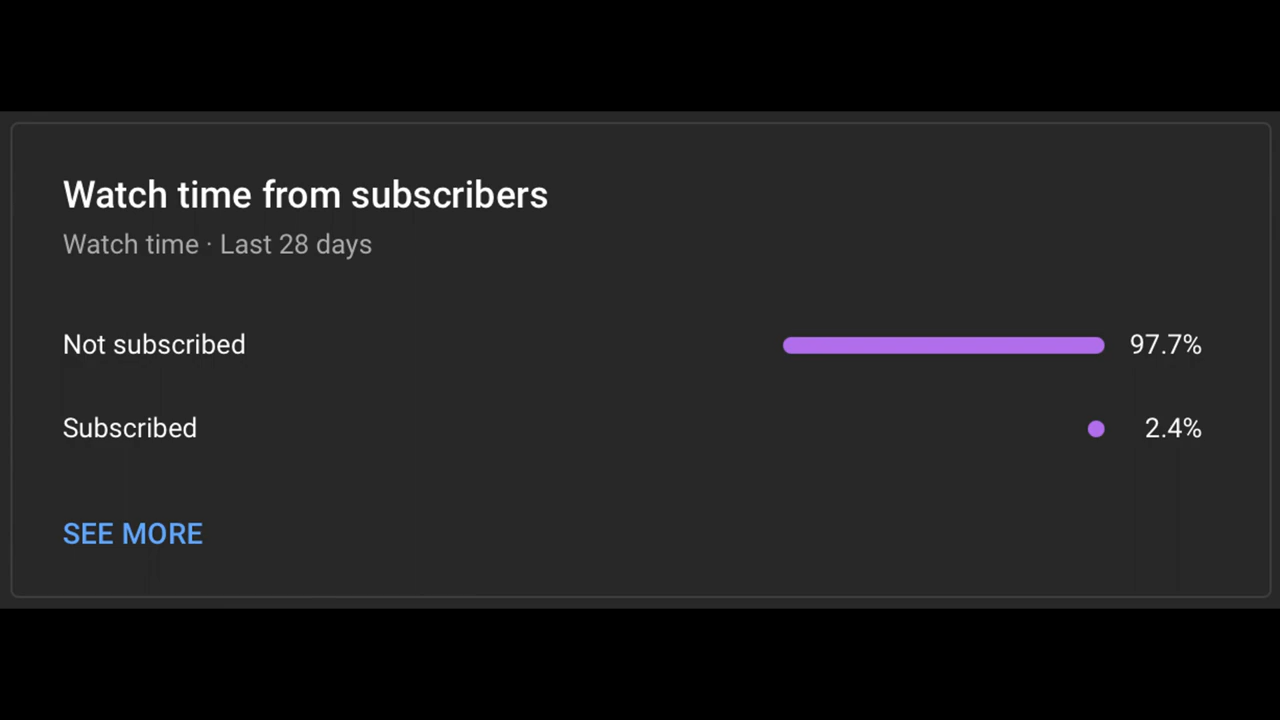 Watch time from subscribers
Watch time · Last 28 days
Not subscribed 97.7%
Subscribed 2.4%
SEE MORE